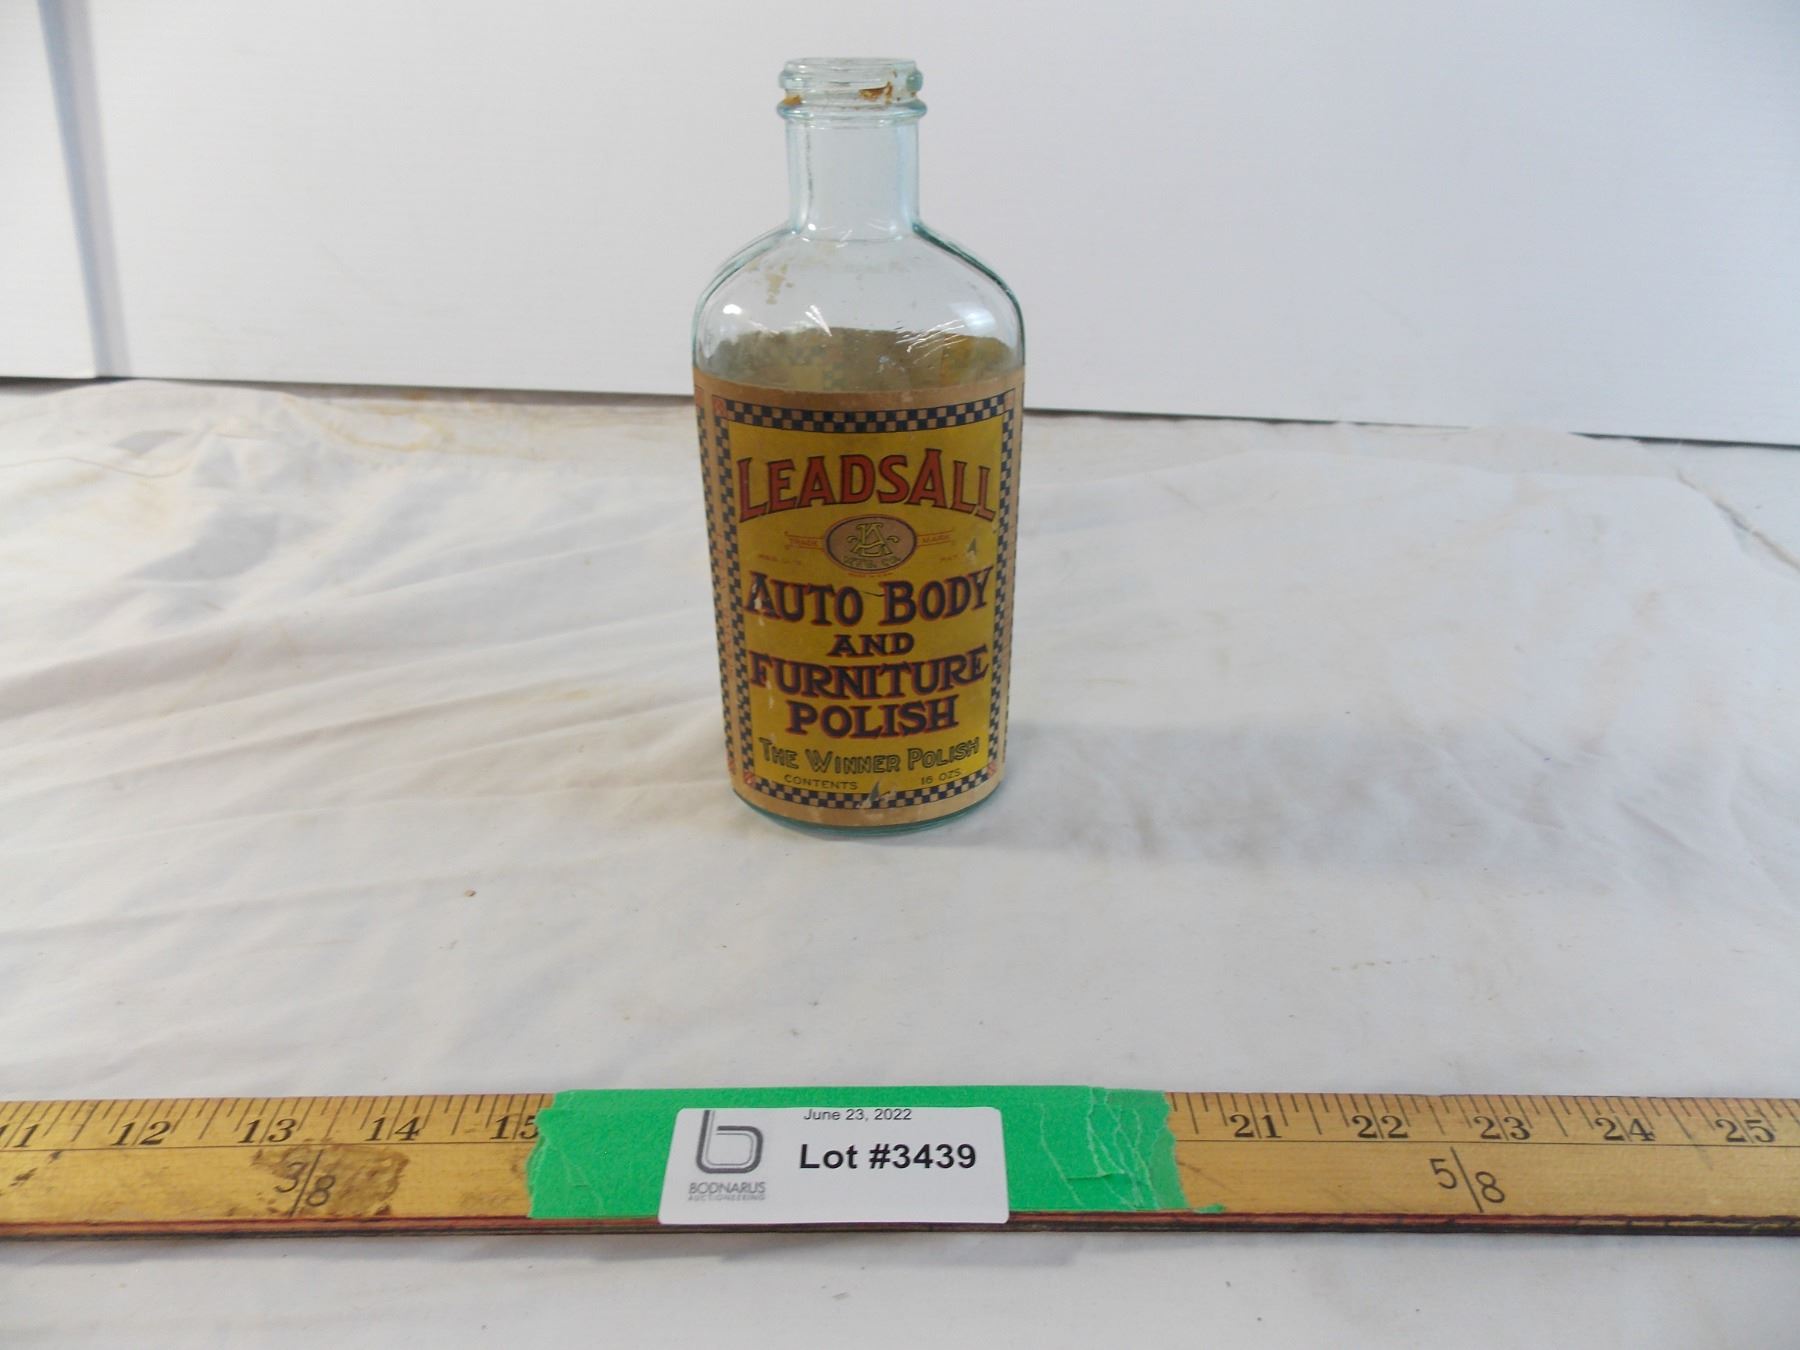 LEADSALL
TRADE MARK
AUTO BODY
AND
FURNITURE
POLISH
THE WINNER POLISH
CONTENTS 16 OZS.
11 12 13 14 15 21 22 23 24 25
3/8 5/8
June 23, 2022
Lot #3439
b
BODNARUS
AUCTIONEERING